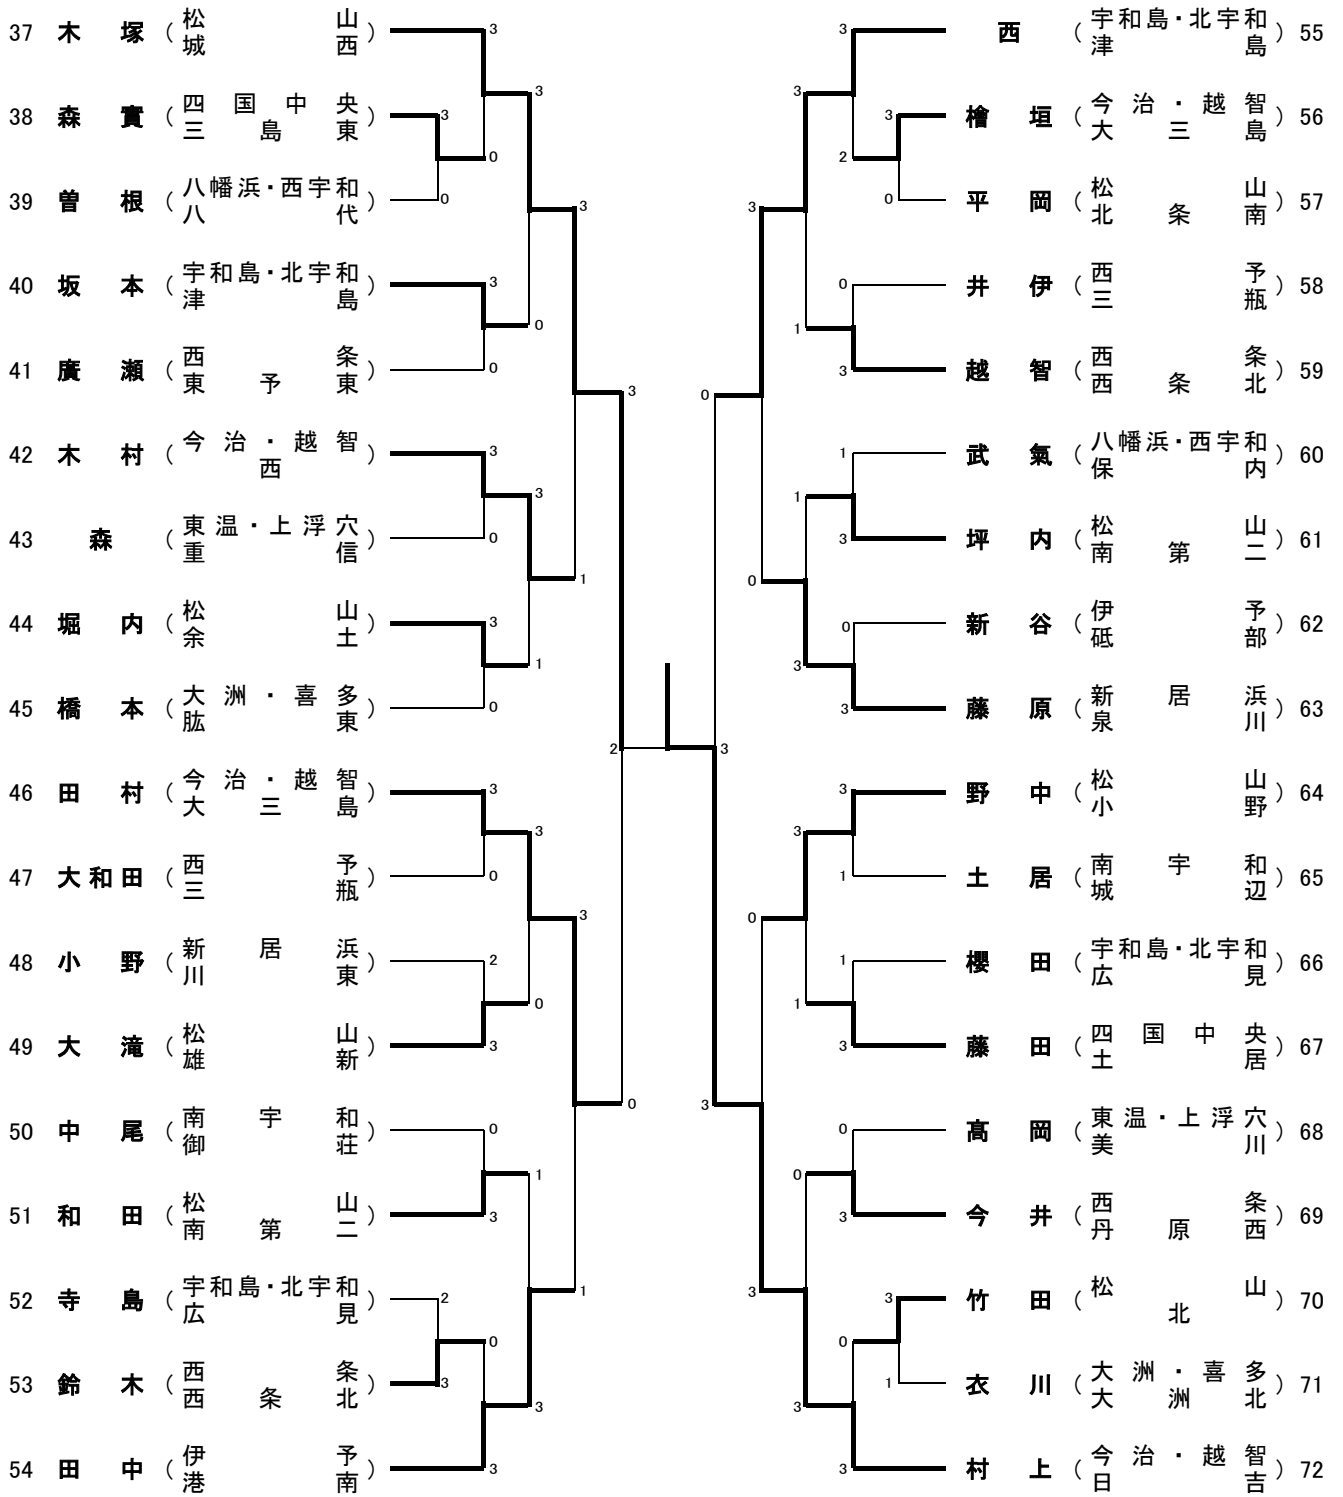 37 木塚 (松山 城西)
38 森實 (四国中央 三島東)
39 曽根 (八幡浜・西宇和 八代)
40 坂本 (宇和島・北宇和 津島)
41 廣瀬 (西条 東予東)
42 木村 (今治・越智 西)
43 森 (東温・上浮穴 重信)
44 堀内 (松山 余土)
45 橋本 (大洲・喜多 肱東)
46 田村 (今治・越智 大三島)
47 大和田 (西予 三瓶)
48 小野 (新居浜 川東)
49 大滝 (松山 雄新)
50 中尾 (南宇和 御荘)
51 和田 (松山 南第二)
52 寺島 (宇和島・北宇和 広見)
53 鈴木 (西条 西条北)
54 田中 (伊予 港南)
3
3
0
0
3
0
3
0
3
0
3
0
3
1
3
0
1
3
2
3
0
3
3
2
0
3
0
0
3
1
1
2
0
3
3
3
西 (宇和島・北宇和 津島) 55
檜垣 (今治・越智 大三島) 56
平岡 (松山 北条南) 57
井伊 (西予 三瓶) 58
越智 (西条 西条北) 59
武氣 (八幡浜・西宇和 保内) 60
坪内 (松山 南第二) 61
新谷 (伊予 砥部) 62
藤原 (新居浜 泉川) 63
野中 (松山 小野) 64
土居 (南宇和 城辺) 65
櫻田 (宇和島・北宇和 広見) 66
藤田 (四国中央 土居) 67
髙岡 (東温・上浮穴 美川) 68
今井 (西条 丹原西) 69
竹田 (松山 北) 70
衣川 (大洲・喜多 大洲北) 71
村上 (今治・越智 日吉) 72
3
3
3
2
0
3
0
1
3
0
1
1
3
0
0
3
3
3
3
3
1
0
1
1
3
3
0
0
3
3
3
0
1
3
3